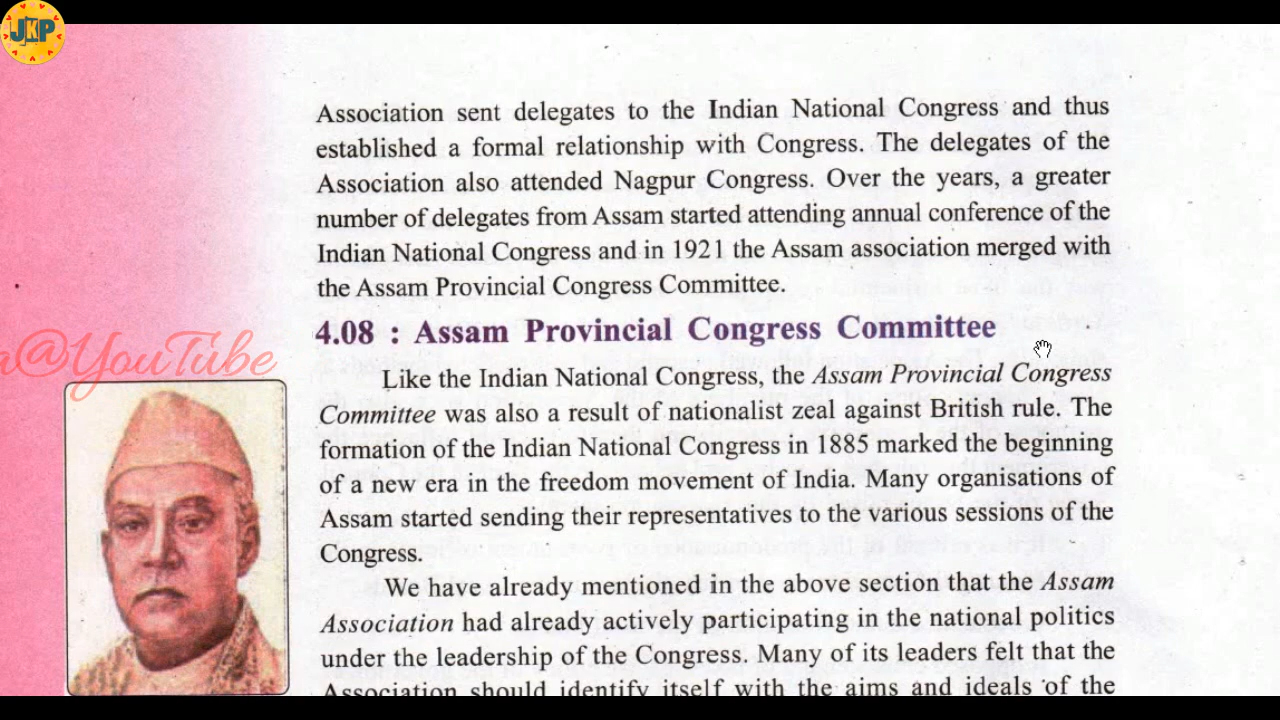 JKP
Association sent delegates to the Indian National Congress and thus
established a formal relationship with Congress. The delegates of the
Association also attended Nagpur Congress. Over the years, a greater
number of delegates from Assam started attending annual conference of the
Indian National Congress and in 1921 the Assam association merged with
the Assam Provincial Congress Committee.
4.08 : Assam Provincial Congress Committee
a@YouTube
Like the Indian National Congress, the Assam Provincial Congress
Committee was also a result of nationalist zeal against British rule. The
formation of the Indian National Congress in 1885 marked the beginning
of a new era in the freedom movement of India. Many organisations of
Assam started sending their representatives to the various sessions of the
Congress.
We have already mentioned in the above section that the Assam
Association had already actively participating in the national politics
under the leadership of the Congress. Many of its leaders felt that the
Association should identify itself with the aims and ideals of the